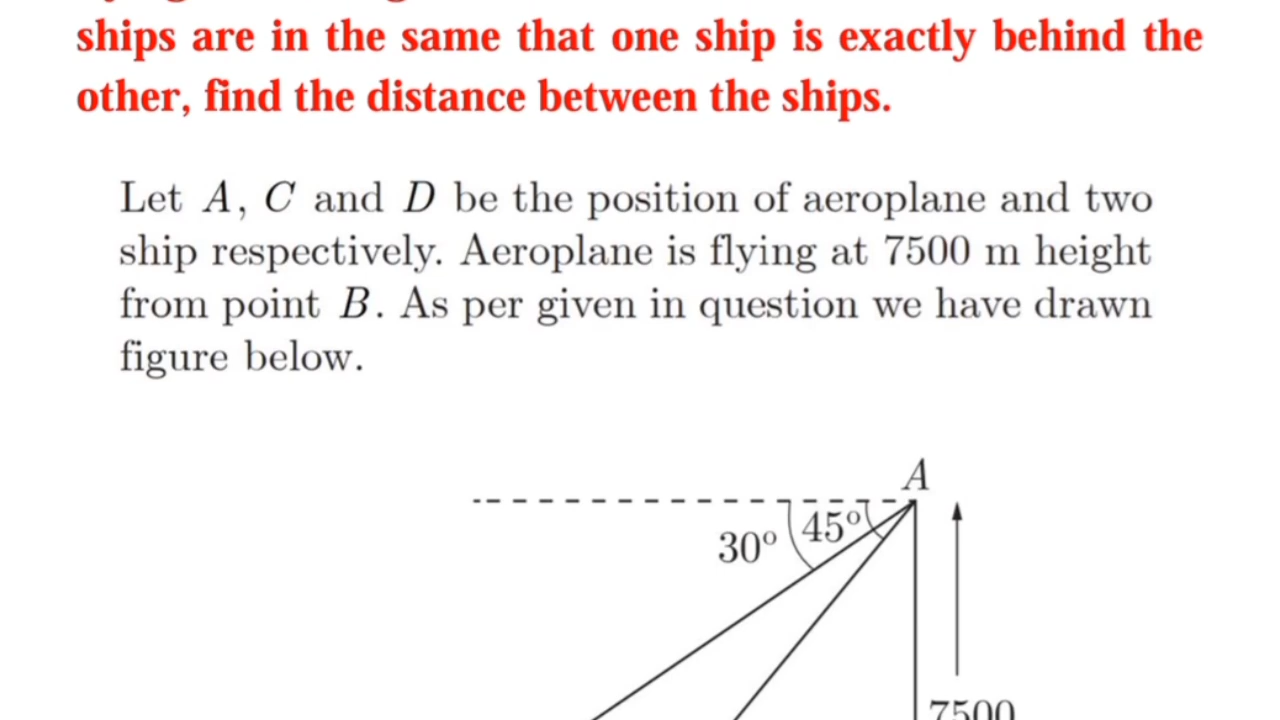 ships are in the same that one ship is exactly behind the
other, find the distance between the ships.
Let A, C and D be the position of aeroplane and two
ship respectively. Aeroplane is flying at 7500 m height
from point B. As per given in question we have drawn
figure below.
A
45°
30°
7500